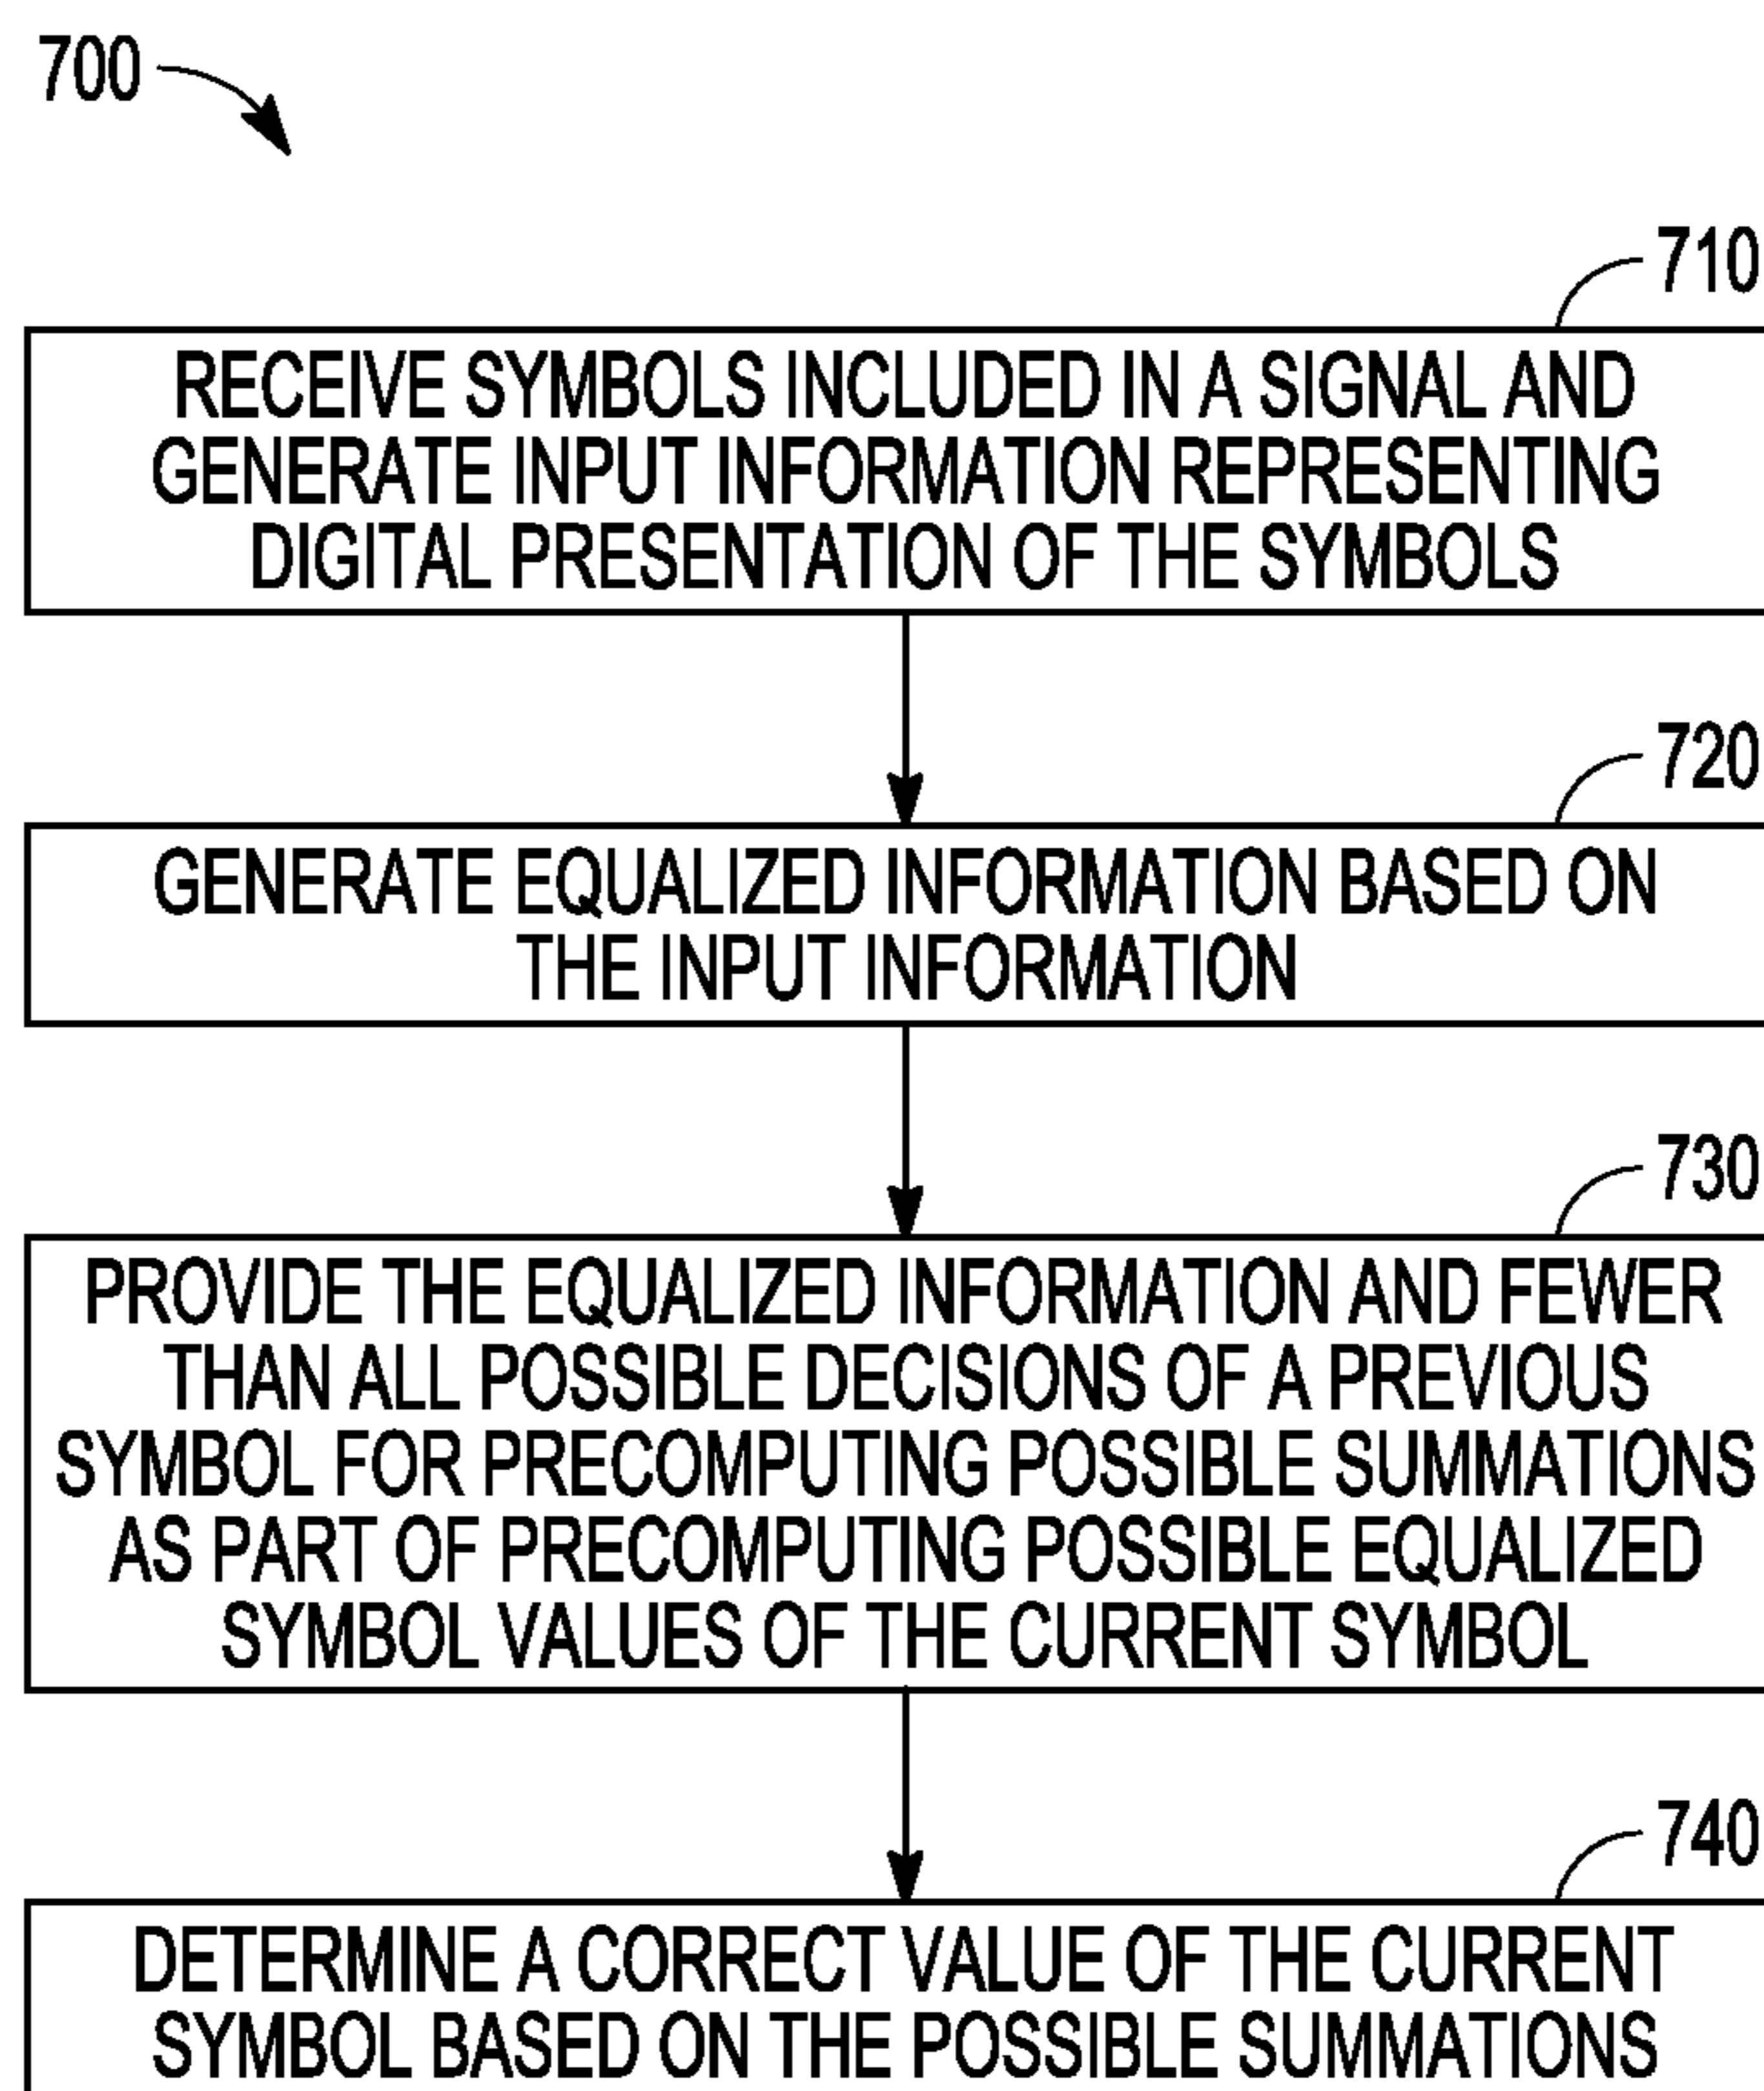 700
710
RECEIVE SYMBOLS INCLUDED IN A SIGNAL AND
GENERATE INPUT INFORMATION REPRESENTING
DIGITAL PRESENTATION OF THE SYMBOLS
720
GENERATE EQUALIZED INFORMATION BASED ON
THE INPUT INFORMATION
730
PROVIDE THE EQUALIZED INFORMATION AND FEWER
THAN ALL POSSIBLE DECISIONS OF A PREVIOUS
SYMBOL FOR PRECOMPUTING POSSIBLE SUMMATIONS
AS PART OF PRECOMPUTING POSSIBLE EQUALIZED
SYMBOL VALUES OF THE CURRENT SYMBOL
740
DETERMINE A CORRECT VALUE OF THE CURRENT
SYMBOL BASED ON THE POSSIBLE SUMMATIONS